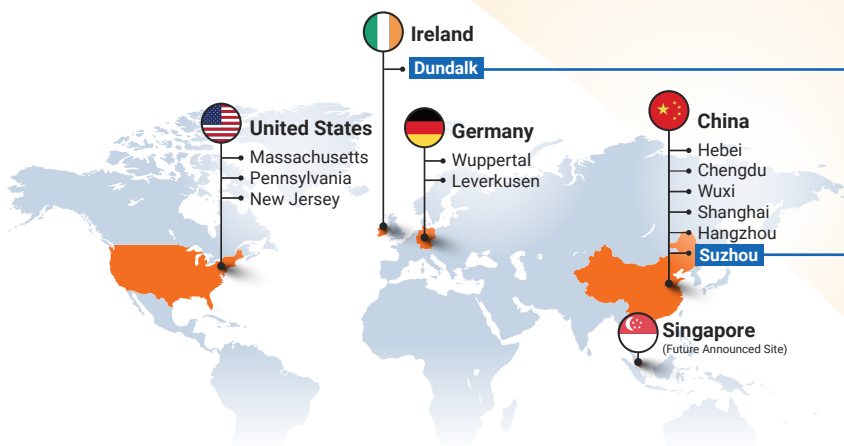 Ireland
Dundalk
United States
Massachusetts
Pennsylvania
New Jersey
Germany
Wuppertal
Leverkusen
China
Hebei
Chengdu
Wuxi
Shanghai
Hangzhou
Suzhou
Singapore
(Future Announced Site)